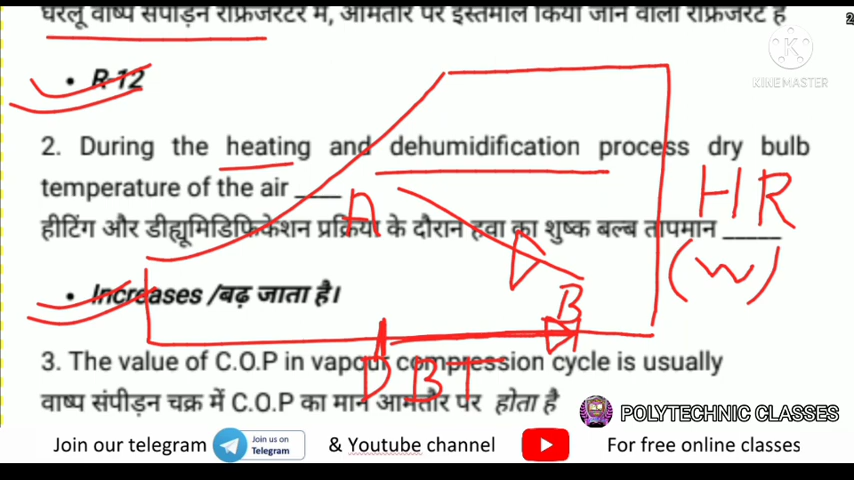 घरेलू वाष्प संपीड़न रेफ्रिजरेटर में, आमतौर पर इस्तेमाल किया जाने वाला रेफ्रिजरेंट है
2
• R-12
KINEMASTER
2. During the heating and dehumidification process dry bulb
temperature of the air ____
हीटिंग और डीह्यूमिडिफिकेशन प्रक्रिया के दौरान हवा का शुष्क बल्ब तापमान _____
HR
(W)
A
B
• Increases /बढ़ जाता है।
3. The value of C.O.P in vapour compression cycle is usually
DBT
वाष्प संपीड़न चक्र में C.O.P का मान आमतौर पर होता है
POLYTECHNIC CLASSES
Join our telegram Join us on Telegram & Youtube channel For free online classes